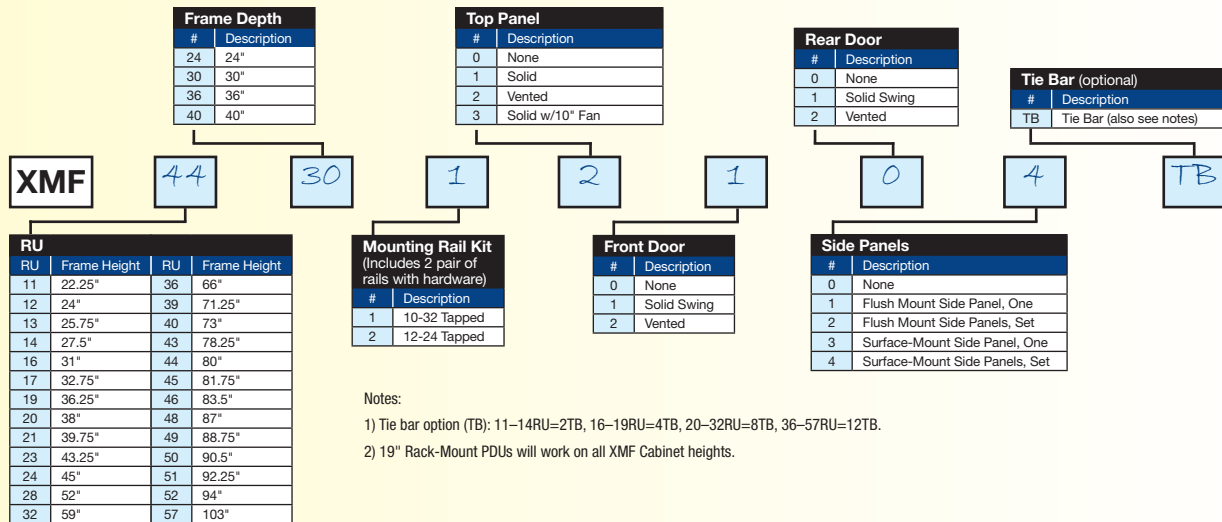 Frame Depth
# Description
24 24"
30 30"
36 36"
40 40"
Top Panel
# Description
0 None
1 Solid
2 Vented
3 Solid w/10" Fan
Rear Door
# Description
0 None
1 Solid Swing
2 Vented
Tie Bar (optional)
# Description
TB Tie Bar (also see notes)
XMF 44 30 1 2 1 0 4 TB
RU
RU Frame Height RU Frame Height
11 22.25" 36 66"
12 24" 39 71.25"
13 25.75" 40 73"
14 27.5" 43 78.25"
16 31" 44 80"
17 32.75" 45 81.75"
19 36.25" 46 83.5"
20 38" 48 87"
21 39.75" 49 88.75"
23 43.25" 50 90.5"
24 45" 51 92.25"
28 52" 52 94"
32 59" 57 103"
Mounting Rail Kit
(Includes 2 pair of
rails with hardware)
# Description
1 10-32 Tapped
2 12-24 Tapped
Front Door
# Description
0 None
1 Solid Swing
2 Vented
Side Panels
# Description
0 None
1 Flush Mount Side Panel, One
2 Flush Mount Side Panels, Set
3 Surface-Mount Side Panel, One
4 Surface-Mount Side Panels, Set
Notes:
1) Tie bar option (TB): 11–14RU=2TB, 16–19RU=4TB, 20–32RU=8TB, 36–57RU=12TB.
2) 19" Rack-Mount PDUs will work on all XMF Cabinet heights.